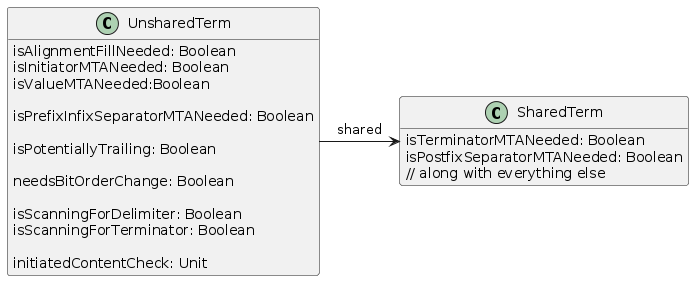 C UnsharedTerm
isAlignmentFillNeeded: Boolean
isInitiatorMTANeeded: Boolean
isValueMTANeeded:Boolean
isPrefixInfixSeparatorMTANeeded: Boolean
isPotentiallyTrailing: Boolean
needsBitOrderChange: Boolean
isScanningForDelimiter: Boolean
isScanningForTerminator: Boolean
initiatedContentCheck: Unit
shared
C SharedTerm
isTerminatorMTANeeded: Boolean
isPostfixSeparatorMTANeeded: Boolean
// along with everything else